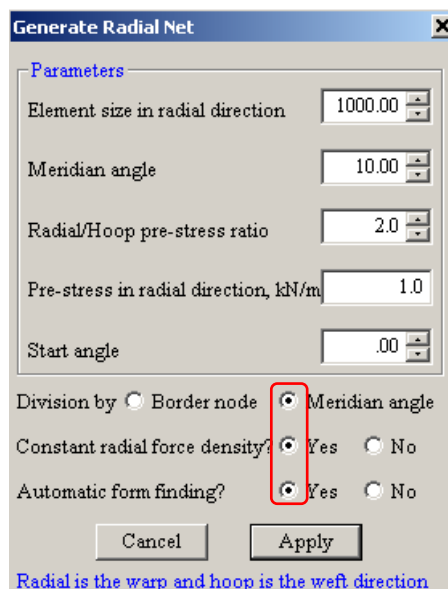 Generate Radial Net
Parameters
Element size in radial direction 1000.00
Meridian angle 10.00
Radial/Hoop pre-stress ratio 2.0
Pre-stress in radial direction, kN/m 1.0
Start angle .00
Division by Border node Meridian angle
Constant radial force density? Yes No
Automatic form finding? Yes No
Cancel Apply
Radial is the warp and hoop is the weft direction